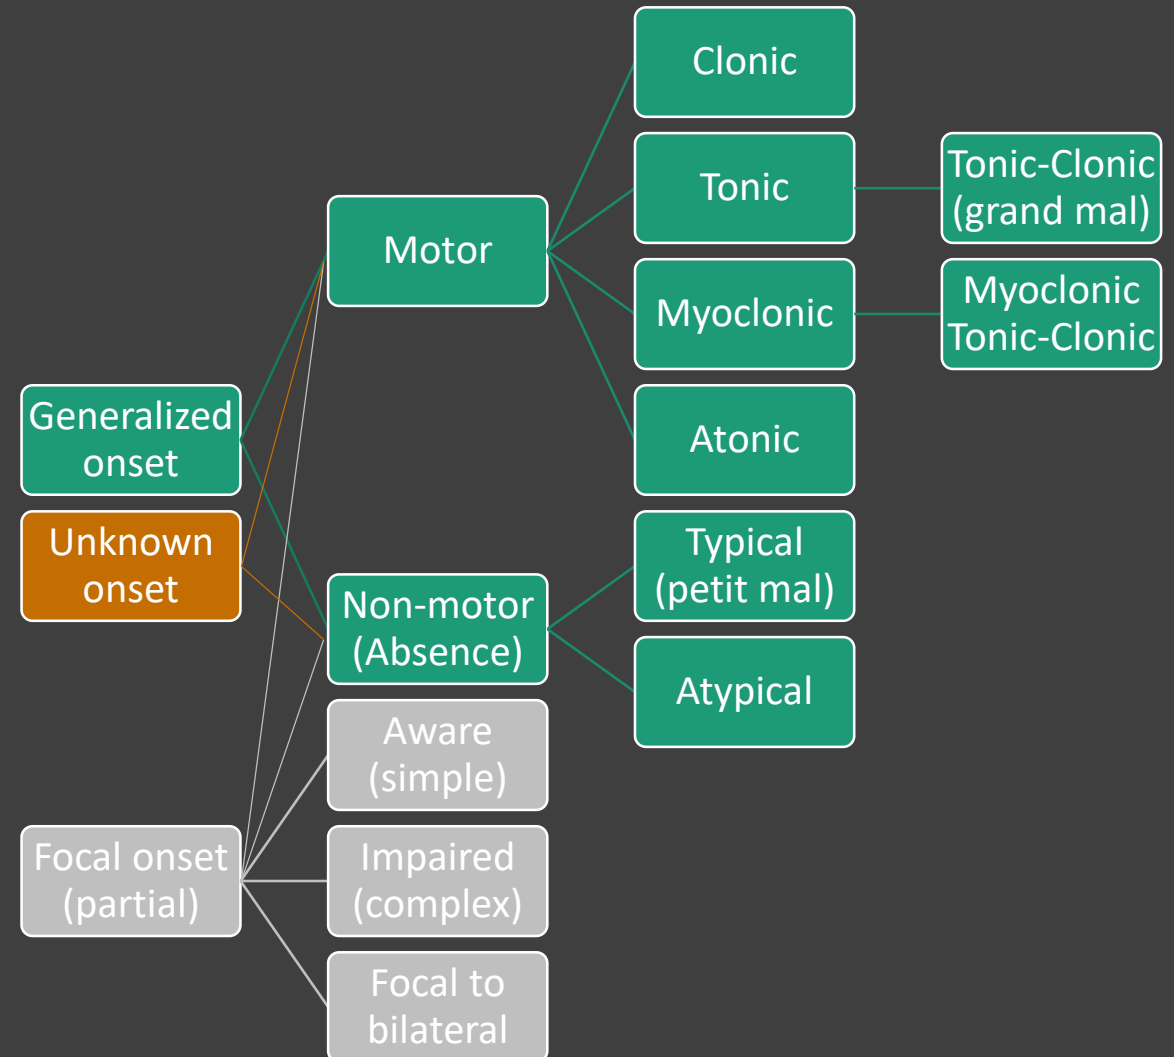 Clonic
Tonic
Tonic-Clonic
(grand mal)
Motor
Myoclonic
Myoclonic
Tonic-Clonic
Generalized
onset
Atonic
Unknown
onset
Typical
(petit mal)
Non-motor
(Absence)
Atypical
Aware
(simple)
Focal onset
(partial)
Impaired
(complex)
Focal to
bilateral